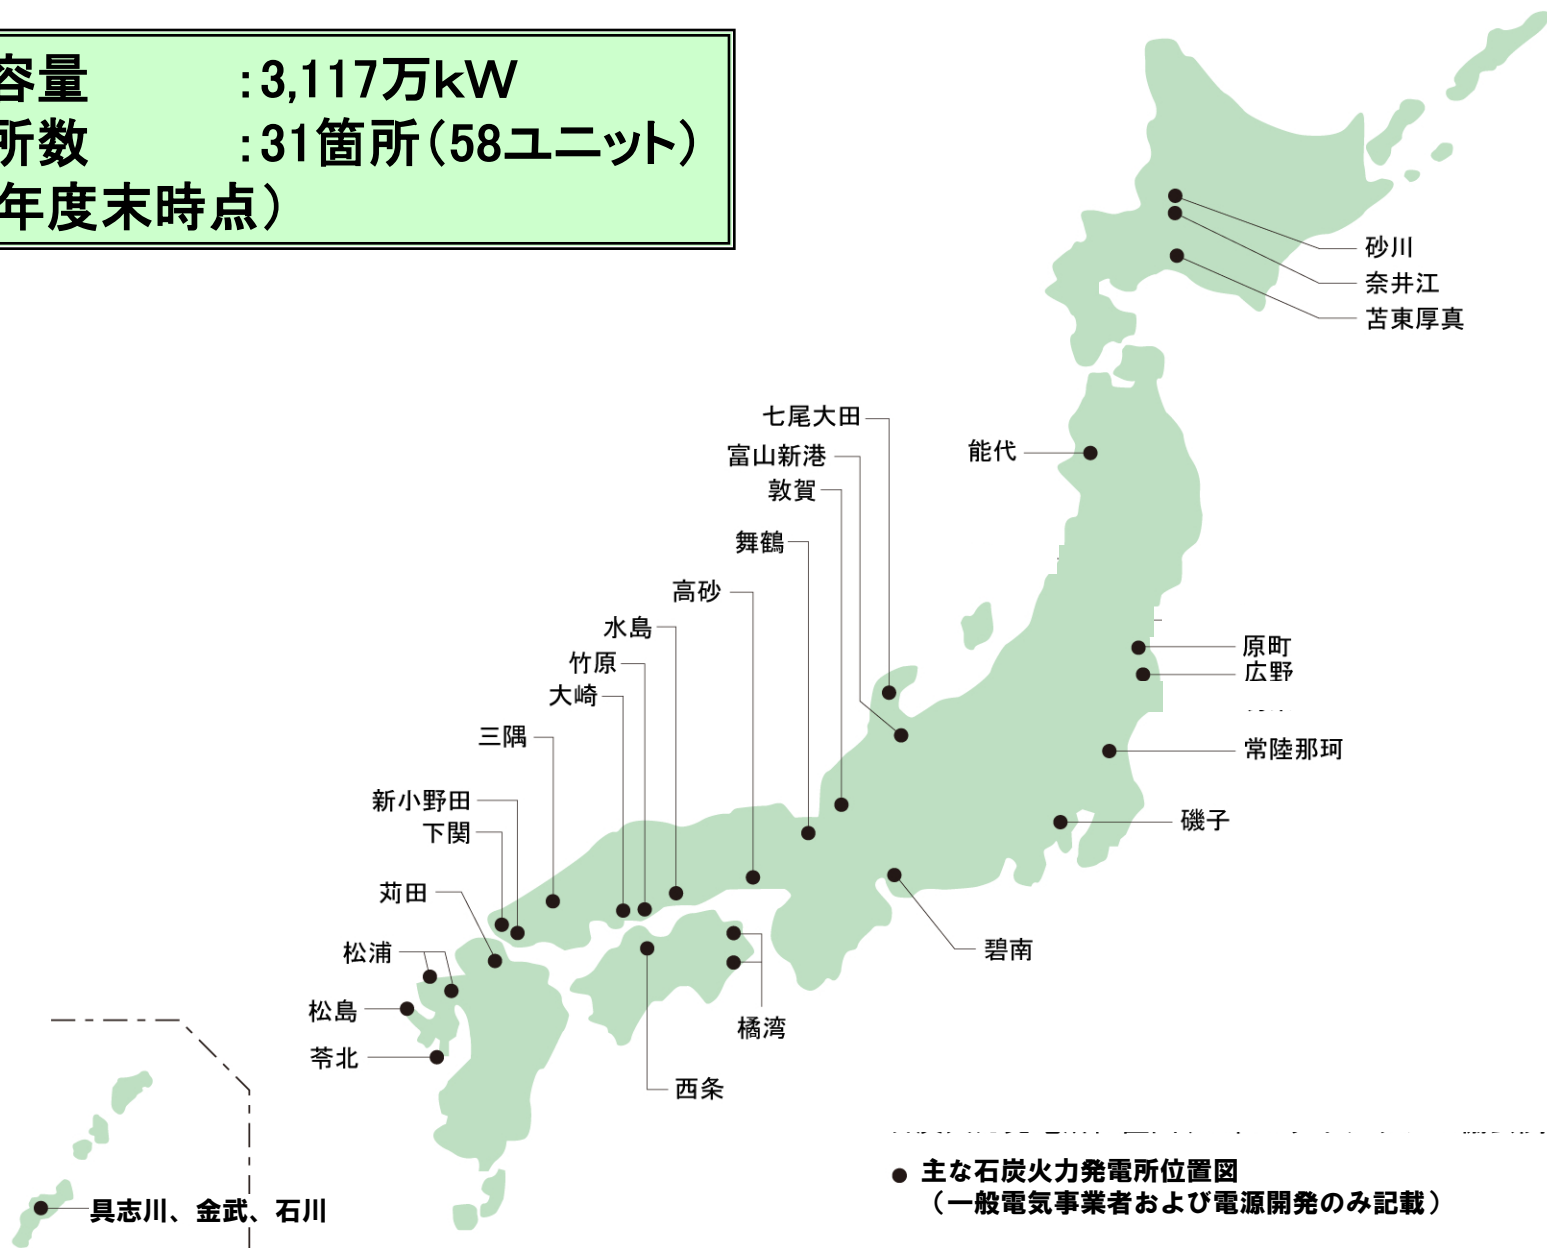 容量 :3,117万kW
所数 :31箇所(58ユニット)
年度末時点)
砂川
奈井江
苫東厚真
七尾大田
能代
富山新港
敦賀
舞鶴
高砂
水島
竹原
大崎
三隅
新小野田
下関
苅田
松浦
松島
苓北
原町
広野
常陸那珂
磯子
碧南
橘湾
西条
具志川、金武、石川
● 主な石炭火力発電所位置図
(一般電気事業者および電源開発のみ記載)